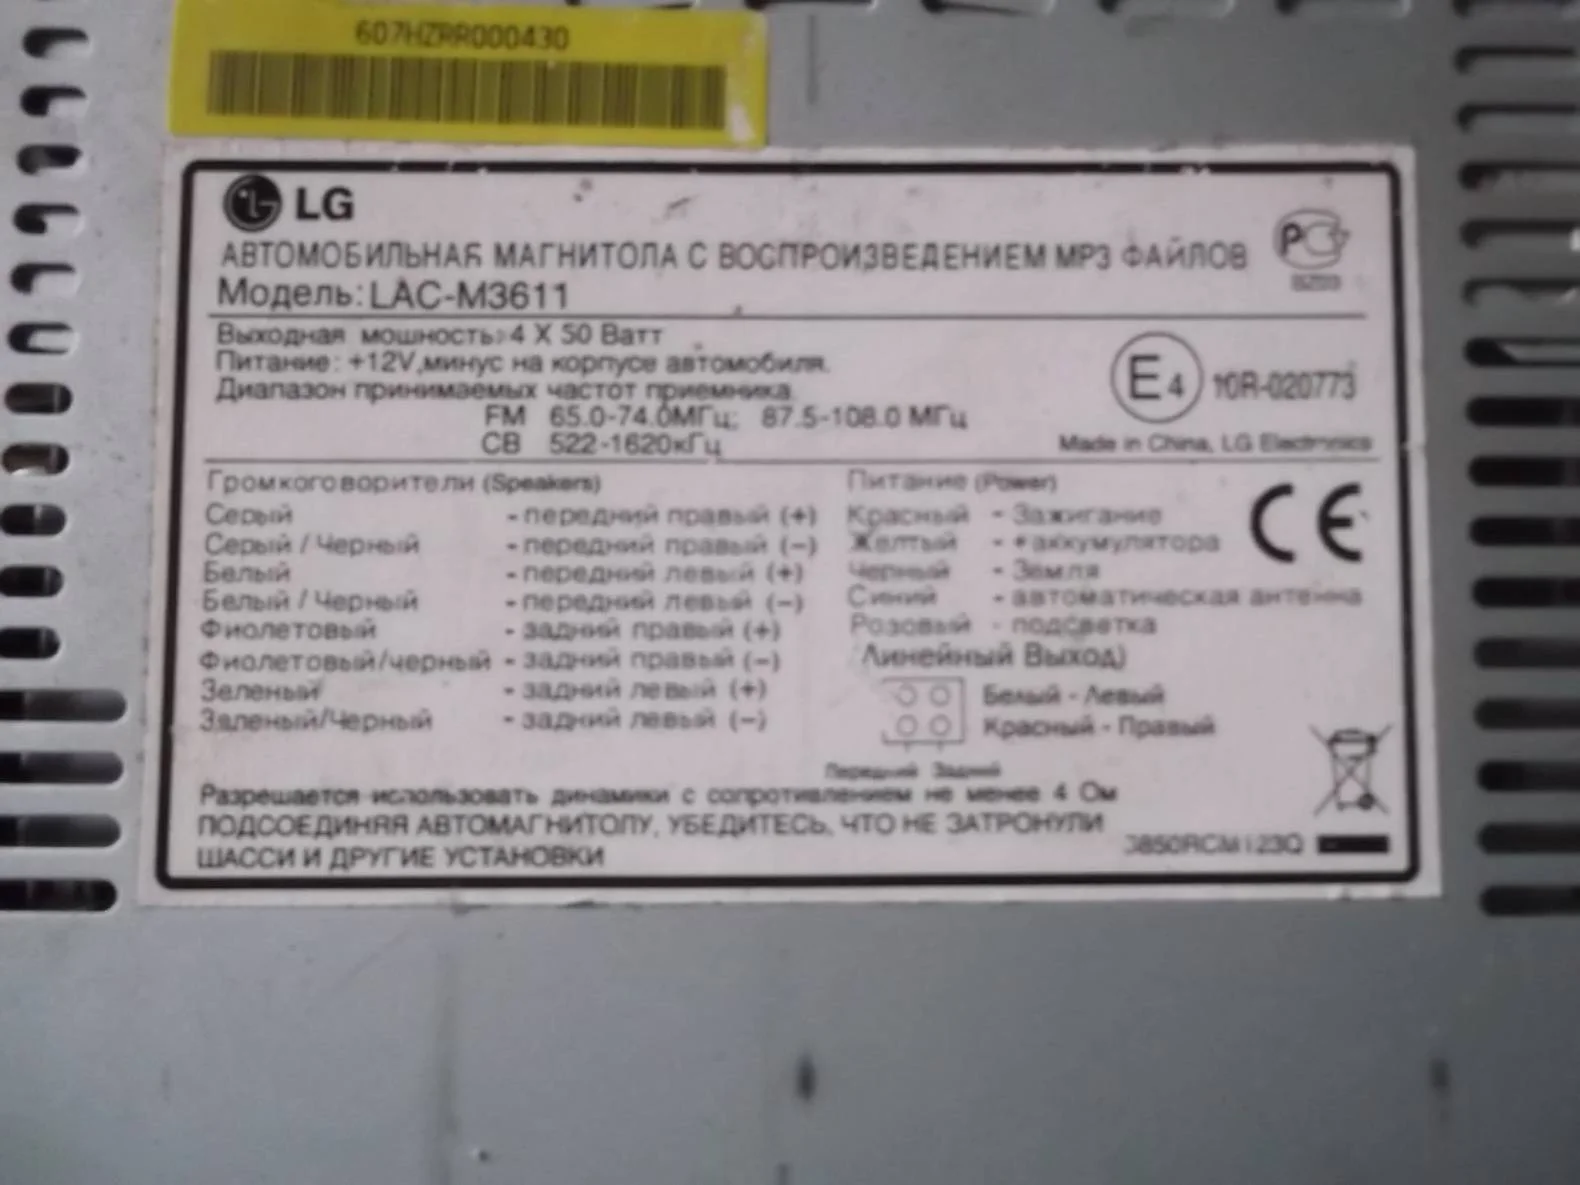 607HZRR000430
LG
АВТОМОБИЛЬНАЯ МАГНИТОЛА С ВОСПРОИЗВЕДЕНИЕМ MP3 ФАЙЛОВ
Модель: LAC-M3611
Выходная мощность: 4 X 50 Ватт
Питание: +12V, минус на корпусе автомобиля.
Диапазон принимаемых частот приемника
FM 65.0-74.0МГц; 87.5-108.0 МГц
СВ 522-1620кГц
E4 10R-020773
Made in China, LG Electronics
Громкоговорители (Speakers)
Серый - передний правый (+)
Серый / Черный - передний правый (–)
Белый - передний левый (+)
Белый / Черный - передний левый (–)
Фиолетовый - задний правый (+)
Фиолетовый/черный - задний правый (–)
Зеленый - задний левый (+)
Заленый/Черный - задний левый (–)
Питание (Power)
Красный - Зажигание
Желтый - +аккумулятора
Черный - Земля
Синий - автоматическая антенна
Розовый - подсветка
Линейный Выход)
Белый - Левый
Красный - Правый
Передний Задний
CE
Разрешается использовать динамики с сопротивлением не менее 4 Ом
ПОДСОЕДИНЯЯ АВТОМАГНИТОЛУ, УБЕДИТЕСЬ, ЧТО НЕ ЗАТРОНУЛИ
ШАССИ И ДРУГИЕ УСТАНОВКИ
3850RCM123Q